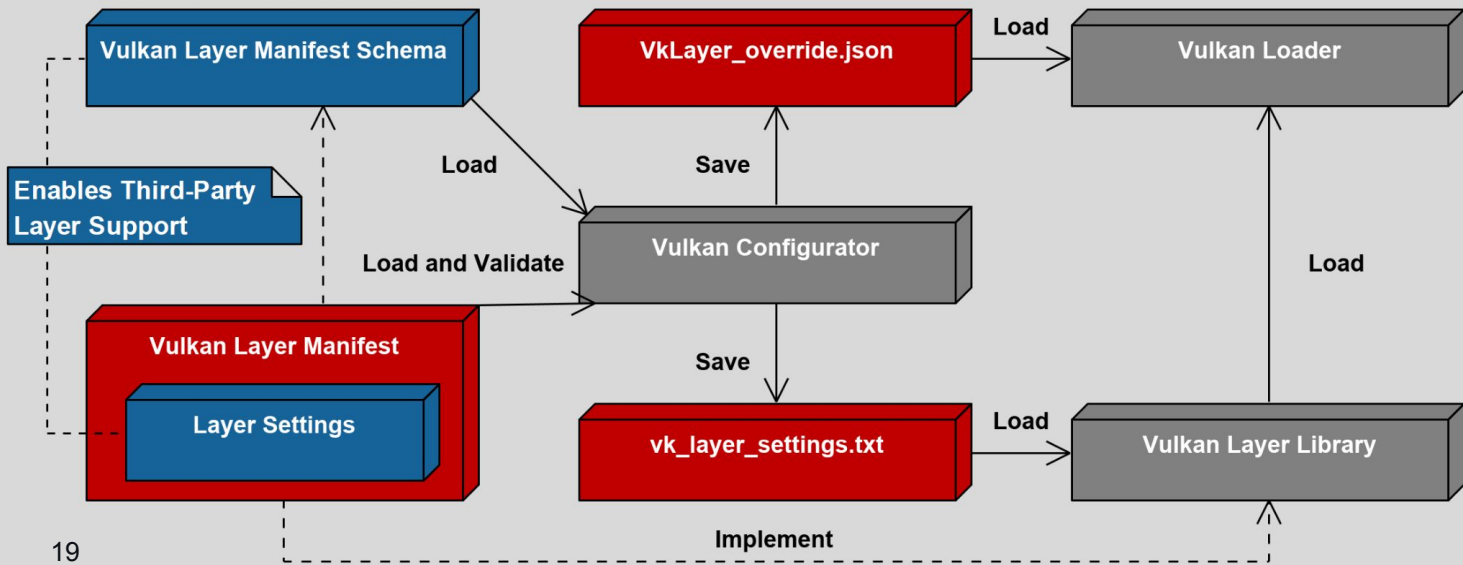 Vulkan Layer Manifest Schema
VkLayer_override.json
Load
Vulkan Loader
Load
Save
Enables Third-Party
Layer Support
Vulkan Configurator
Load and Validate
Load
Vulkan Layer Manifest
Save
Layer Settings
vk_layer_settings.txt
Load
Vulkan Layer Library
Implement
19